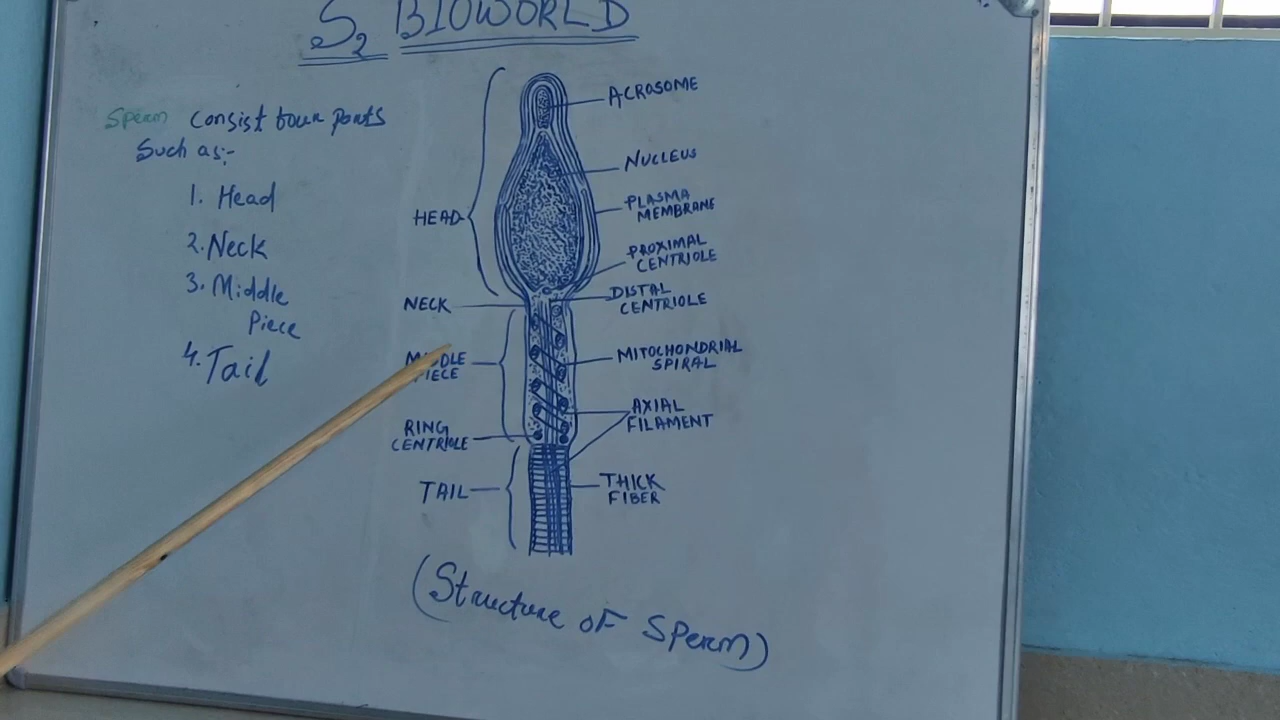 S2 BIOWORLD
Sperm consist four parts
Such as:-
1. Head
2. Neck
3. Middle
Piece
4. Tail
HEAD
NECK
MIDDLE
PIECE
RING
CENTRIOLE
TAIL
ACROSOME
NUCLEUS
PLASMA
MEMBRANE
PROXIMAL
CENTRIOLE
DISTAL
CENTRIOLE
MITOCHONDRIAL
SPIRAL
AXIAL
FILAMENT
THICK
FIBER
(Structure OF Sperm)